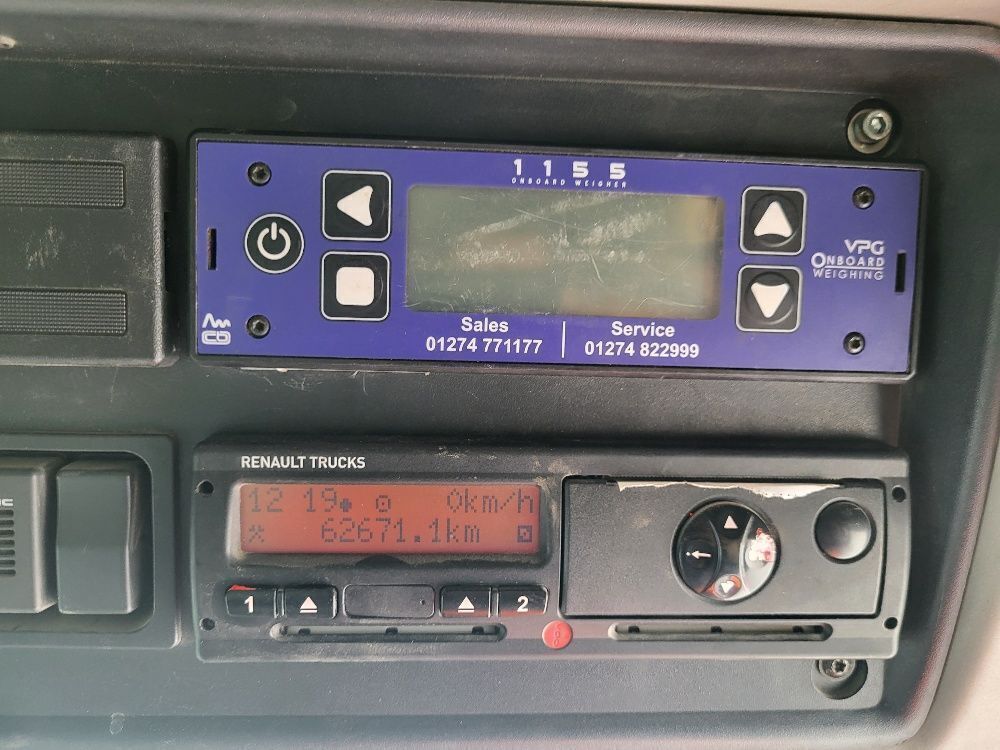 1155
ONBOARD WEIGHER
VPG
ONBOARD
WEIGHING
Sales
01274 771177
Service
01274 822999
RENAULT TRUCKS
12 19 0km/h
62671.1km
1
2